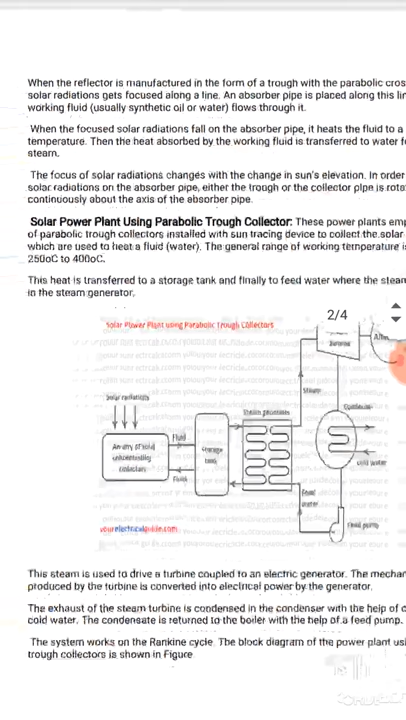 When the reflector is manufactured in the form of a trough with the parabolic cros
solar radiations gets focused along a line. An absorber pipe is placed along this lin
working fluid (usually synthetic oil or water) flows through it.
When the focused solar radiations fall on the absorber pipe, it heats the fluid to a
temperature. Then the heat absorbed by the working fluid is transferred to water f
steam.
The focus of solar radiations changes with the change in sun's elevation. In order
solar radiations on the absorber pipe, either the trough or the collector pipe is rota
continuously about the axis of the absorber pipe.
Solar Power Plant Using Parabolic Trough Collector: These power plants emp
of parabolic trough collectors installed with sun tracing device to collect the solar
which are used to heat a fluid (water). The general range of working temperature i
250oC to 400oC.
This heat is transferred to a storage tank and finally to feed water where the stear
in the steam generator.
2/4
Solar Power Plant using Parabolic Trough Collectors
Steam
Solar radiations
Steam generators
Condenser
Fluid
An array of solid
concentrating
collectors
Storage
tank
cold water
Fluid
Feed
water
Feed pump
yourelectricalguide.com
This steam is used to drive a turbine coupled to an electric generator. The mechar
produced by the turbine is converted into electrical power by the generator.
The exhaust of the steam turbine is condensed in the condenser with the help of c
cold water. The condensate is returned to the boiler with the help of a feed pump.
The system works on the Rankine cycle. The block diagram of the power plant usi
trough collectors is shown in Figure